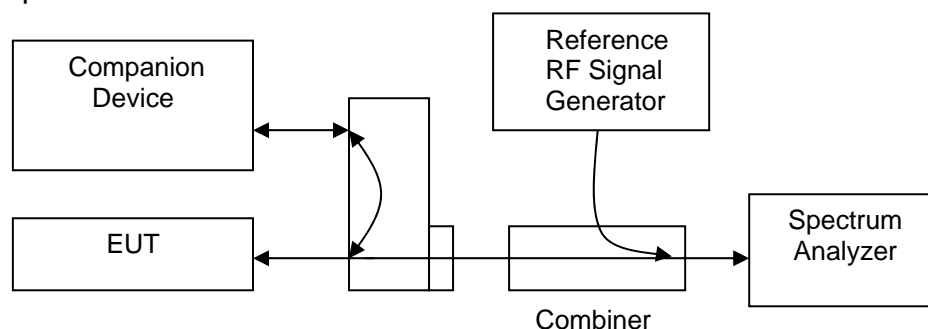 Companion
Device
Reference
RF Signal
Generator
EUT
Spectrum
Analyzer
Combiner